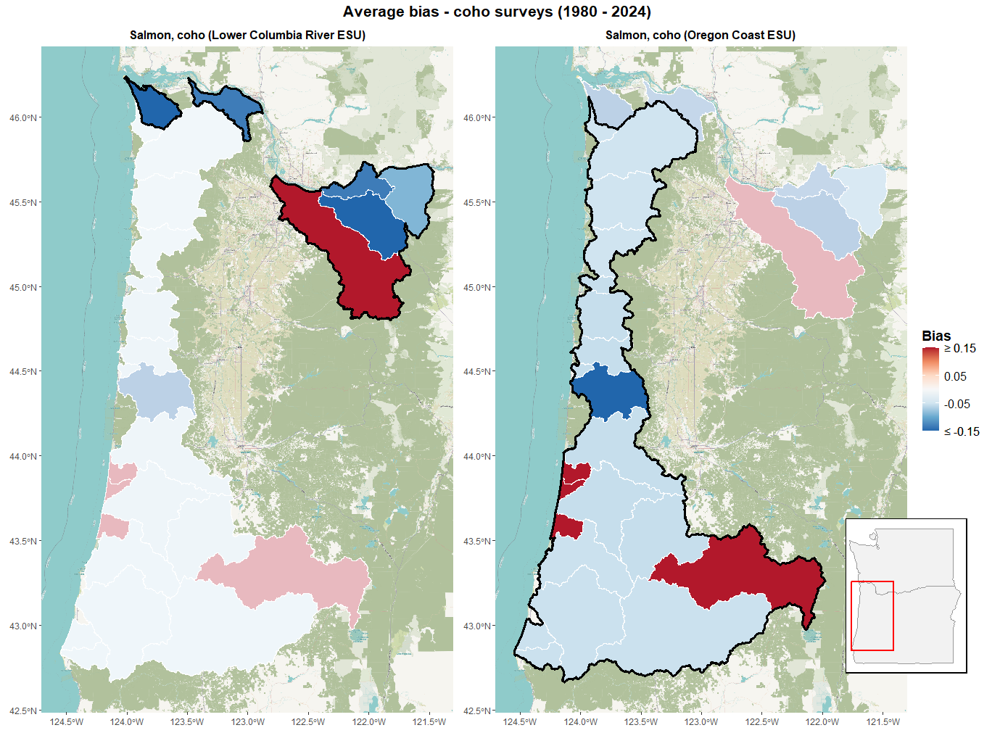 Average bias - coho surveys (1980 - 2024)
Salmon, coho (Lower Columbia River ESU)
Salmon, coho (Oregon Coast ESU)
46.0°N
45.5°N
45.0°N
44.5°N
44.0°N
43.5°N
43.0°N
42.5°N
46.0°N
45.5°N
45.0°N
44.5°N
44.0°N
43.5°N
43.0°N
42.5°N
124.5°W 124.0°W 123.5°W 123.0°W 122.5°W 122.0°W 121.5°W
124.5°W 124.0°W 123.5°W 123.0°W 122.5°W 122.0°W 121.5°W
Bias
≥ 0.15
0.05
-0.05
≤ -0.15